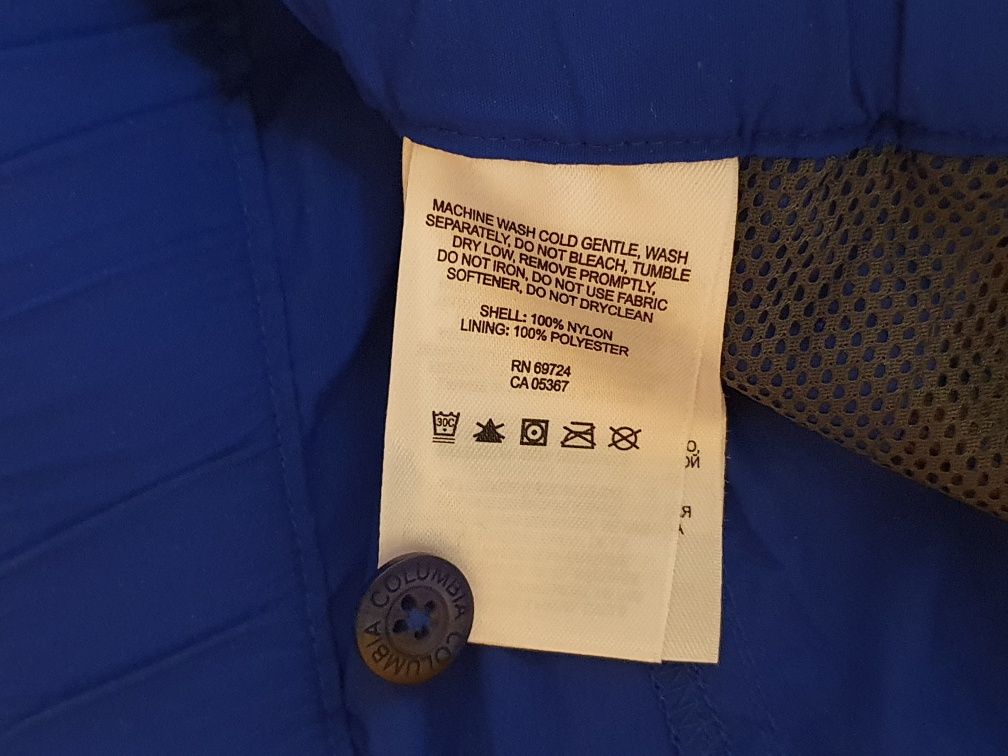 MACHINE WASH COLD GENTLE, WASH
SEPARATELY, DO NOT BLEACH, TUMBLE
DRY LOW, REMOVE PROMPTLY,
DO NOT IRON, DO NOT USE FABRIC
SOFTENER, DO NOT DRYCLEAN
SHELL: 100% NYLON
LINING: 100% POLYESTER
RN 69724
CA 05367
30C
COLUMBIA COLUMBIA